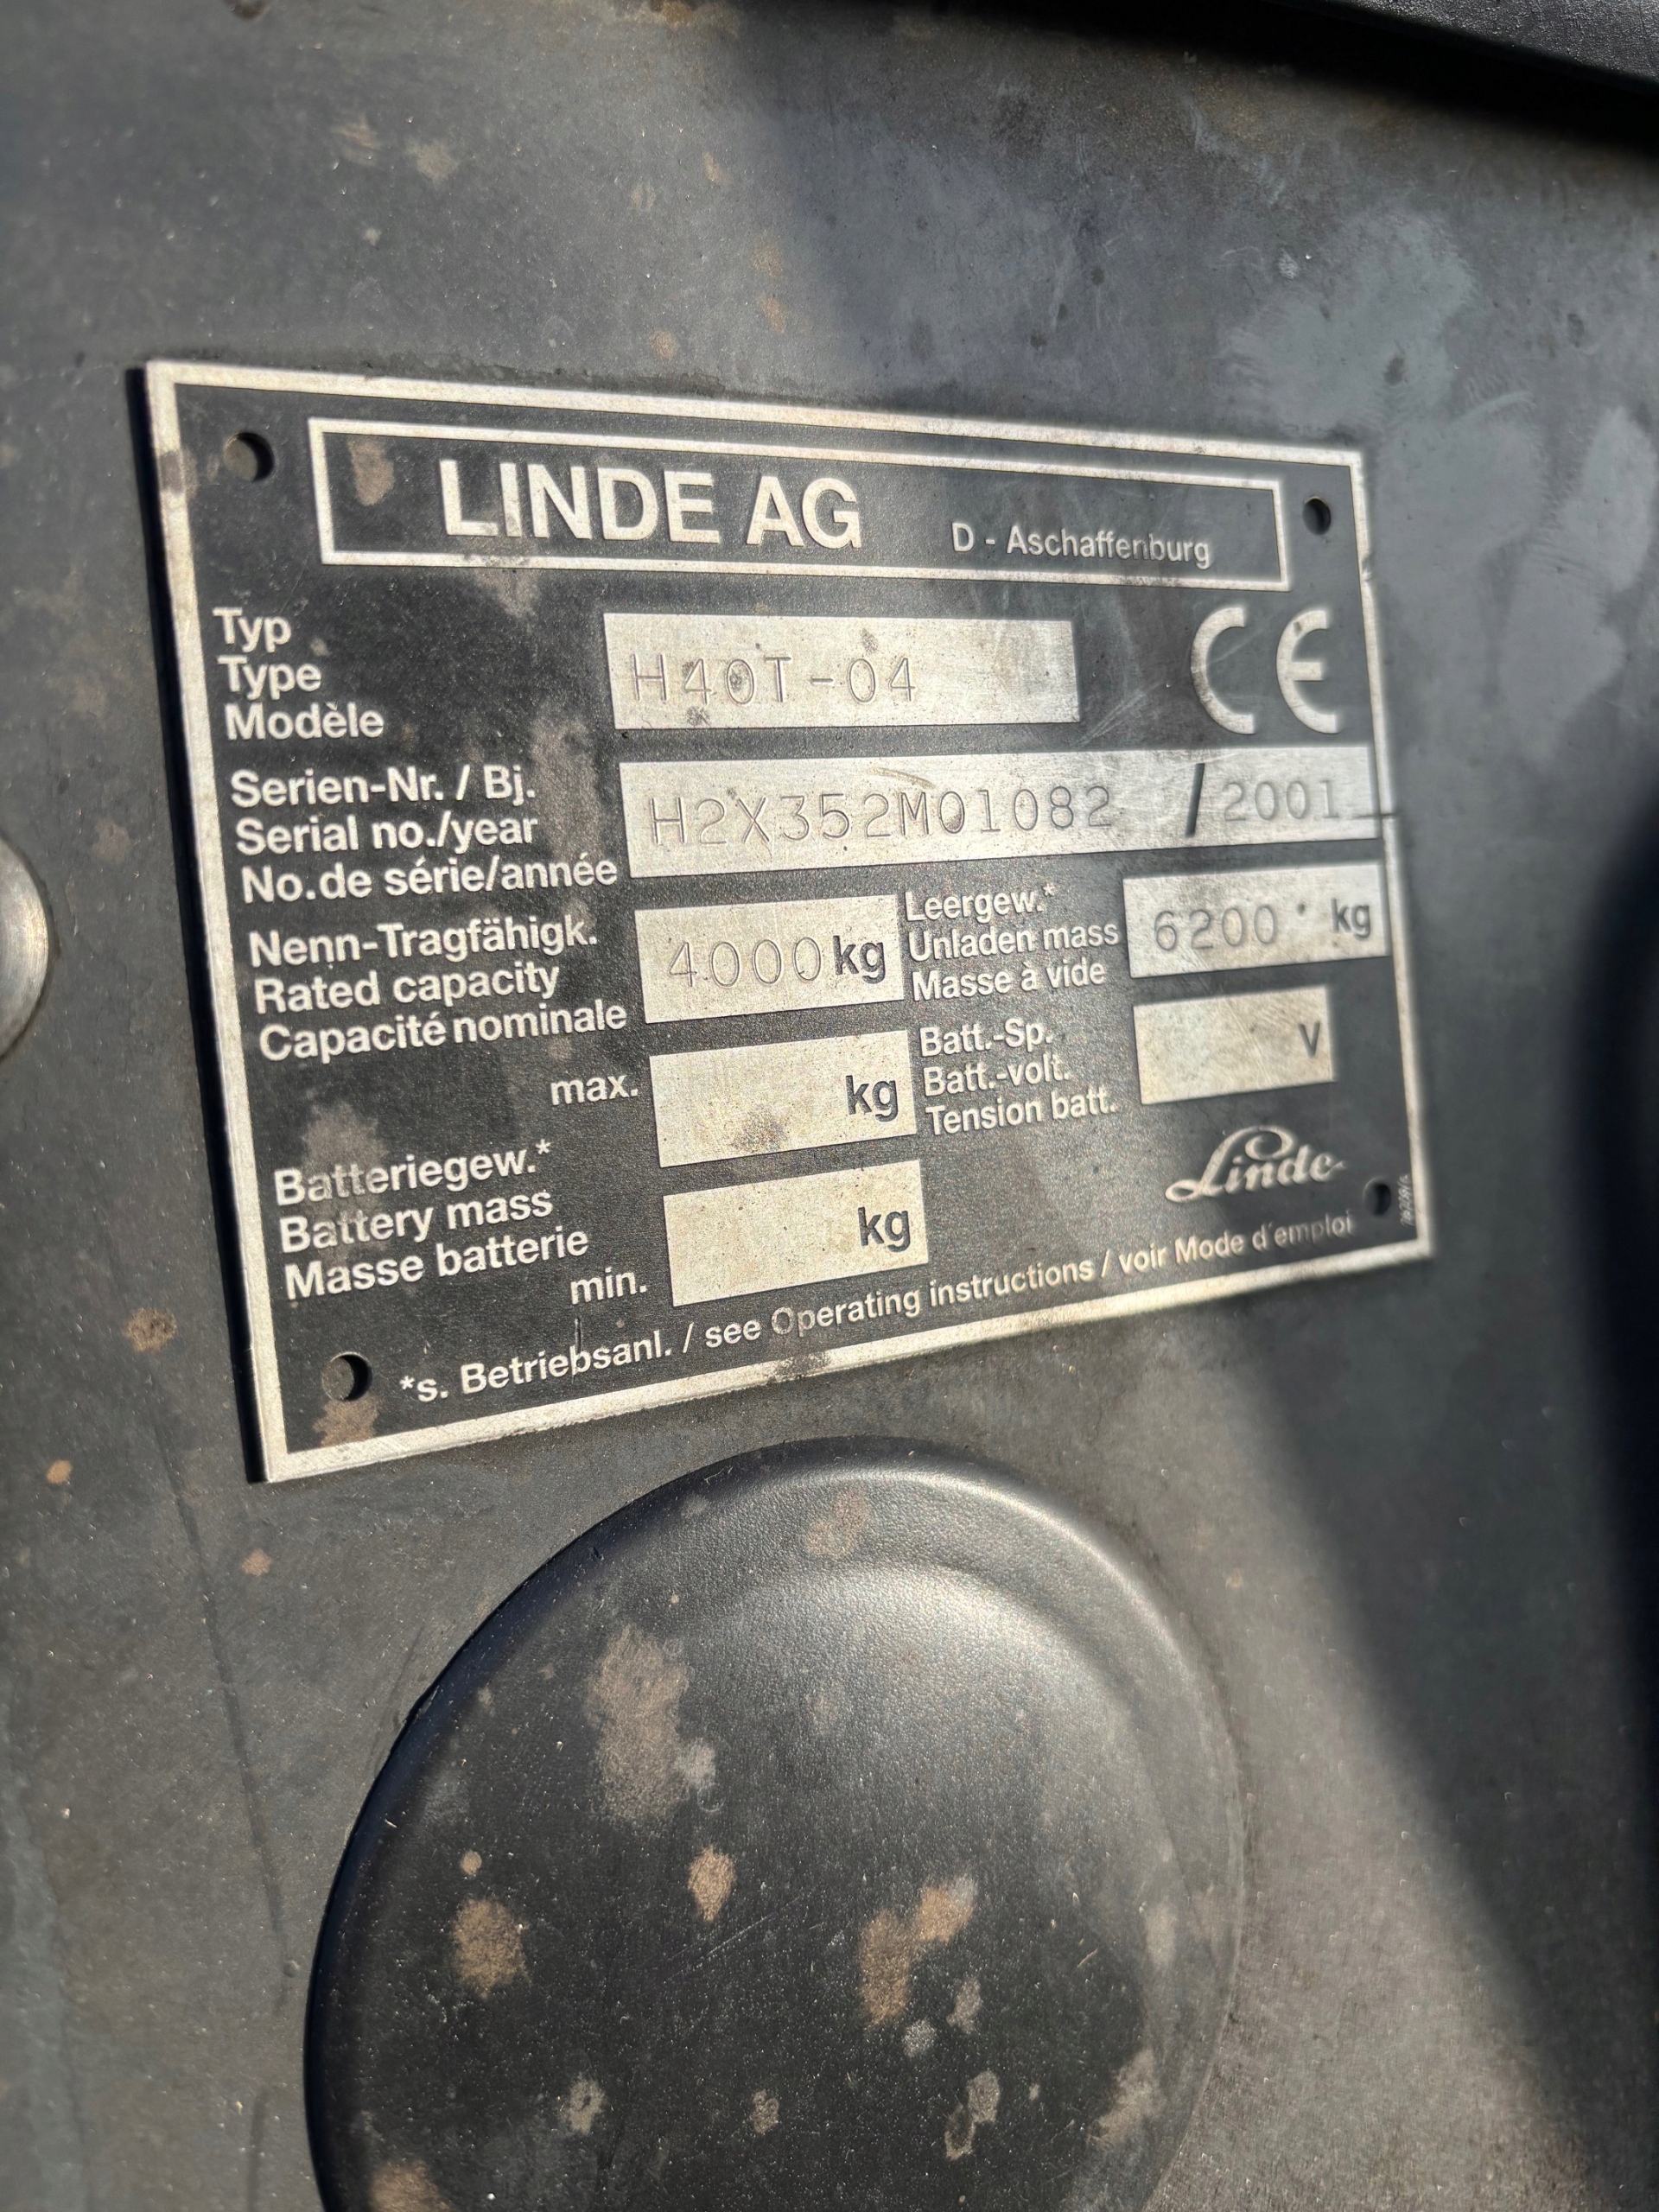 LINDE AG D - Aschaffenburg
Typ
Type
Modèle
H40T-04
CE
Serien-Nr. / Bj.
Serial no./year
No.de série/année
H2X352M01082 / 2001
Nenn-Tragfähigk.
Rated capacity
Capacité nominale
4000 kg
Leergew.*
Unladen mass
Masse à vide
6200 kg
max. kg
Batt.-Sp.
Batt.-volt.
Tension batt.
V
Batteriegew.*
Battery mass
Masse batterie
min. kg
Linde
*s. Betriebsanl. / see Operating instructions / voir Mode d'emploi